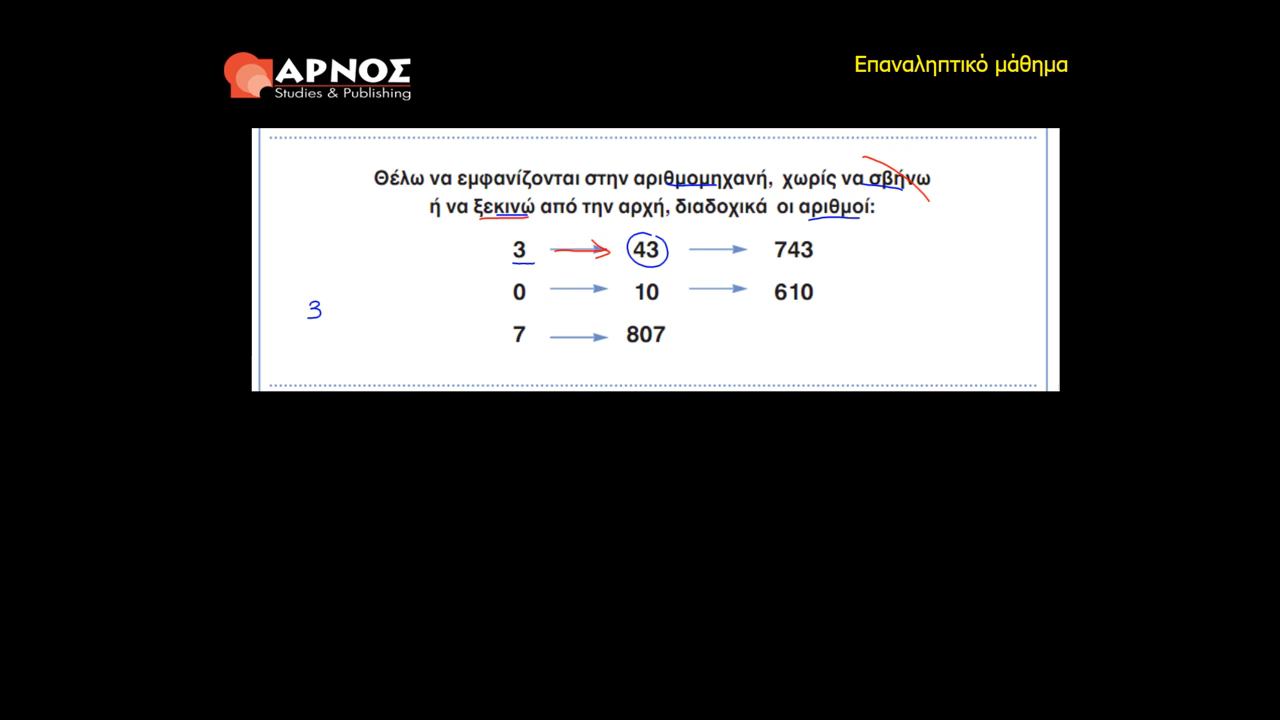 ΑΡΝΟΣ
Studies & Publishing
Επαναληπτικό μάθημα
Θέλω να εμφανίζονται στην αριθμομηχανή, χωρίς να σβήνω
ή να ξεκινώ από την αρχή, διαδοχικά οι αριθμοί:
3 → 43 → 743
0 → 10 → 610
3
7 → 807